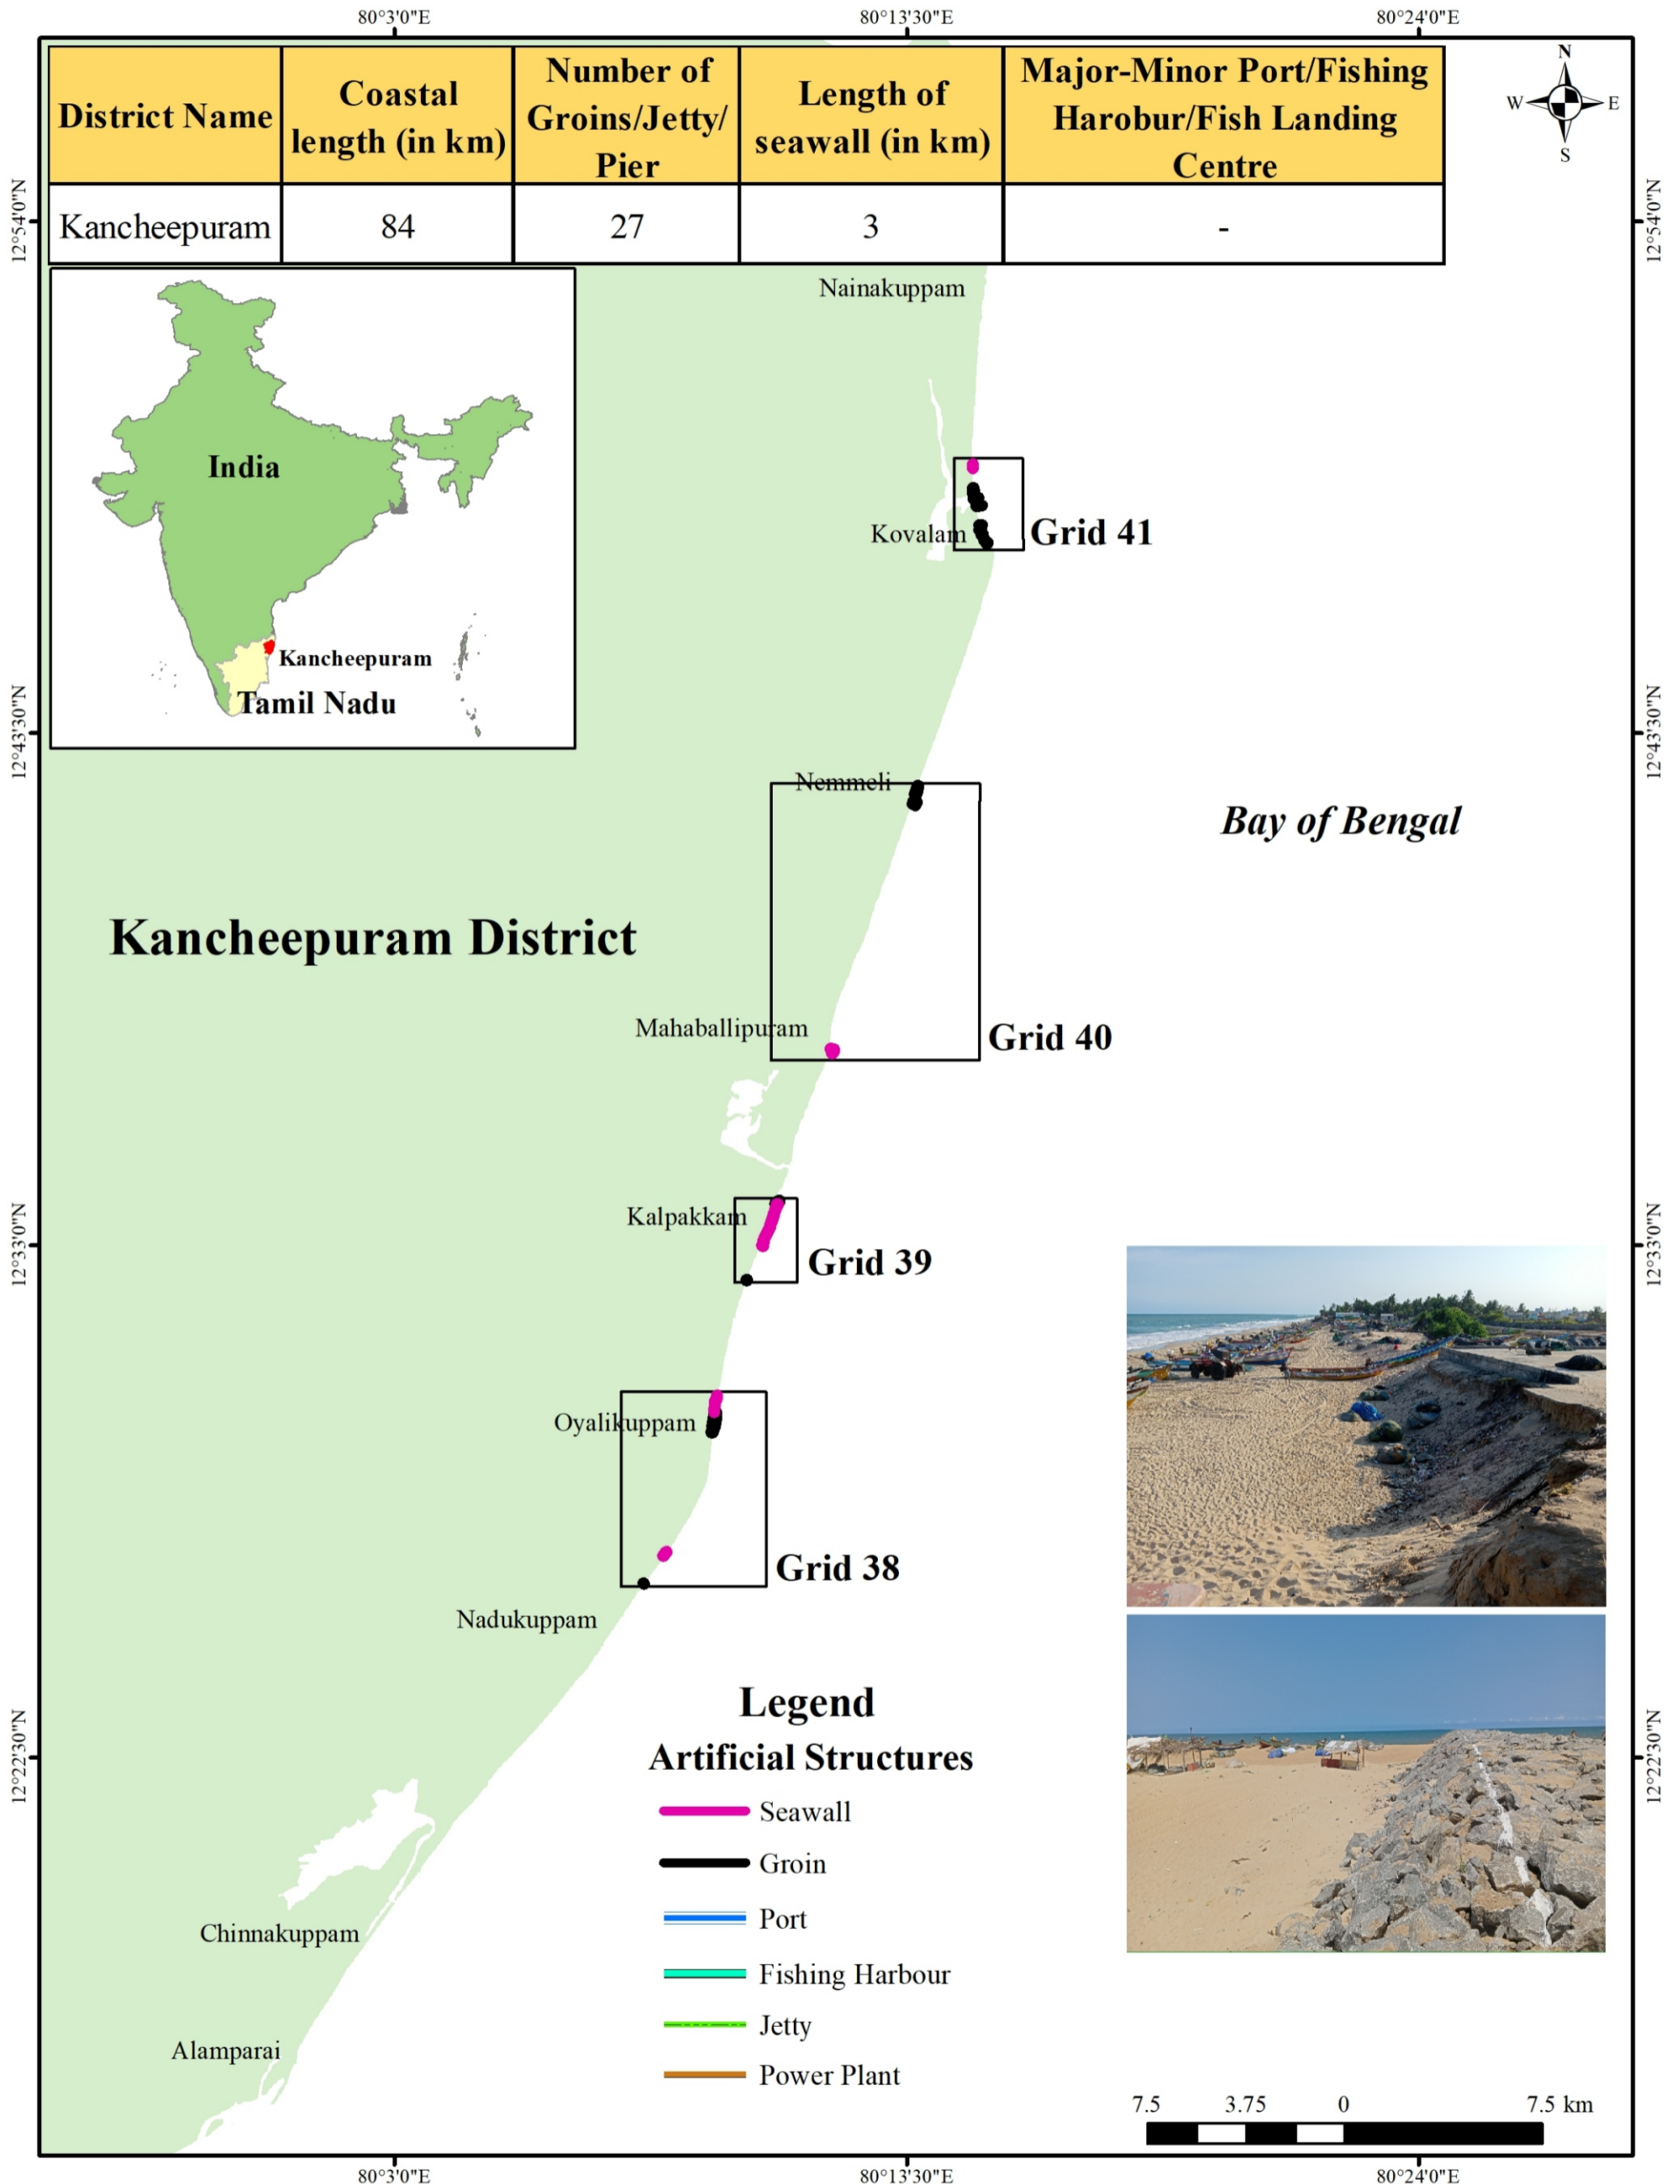 80°3'0"E
80°13'30"E
80°24'0"E
District Name
Coastal
length (in km)
Number of
Groins/Jetty/
Pier
Length of
seawall (in km)
Major-Minor Port/Fishing
Harobur/Fish Landing
Centre
Kancheepuram
84
27
3
-
N
W
E
S
12°54'0"N
12°54'0"N
Nainakuppam
India
Kancheepuram
Tamil Nadu
Kovalam
Grid 41
12°43'30"N
12°43'30"N
Nemmeli
Bay of Bengal
Kancheepuram District
Mahaballipuram
Grid 40
Kalpakkam
Grid 39
12°33'0"N
12°33'0"N
Oyalikuppam
Grid 38
Nadukuppam
Legend
Artificial Structures
Seawall
Groin
Port
Fishing Harbour
Jetty
Power Plant
12°22'30"N
12°22'30"N
Chinnakuppam
Alamparai
7.5 3.75 0 7.5 km
80°3'0"E
80°13'30"E
80°24'0"E